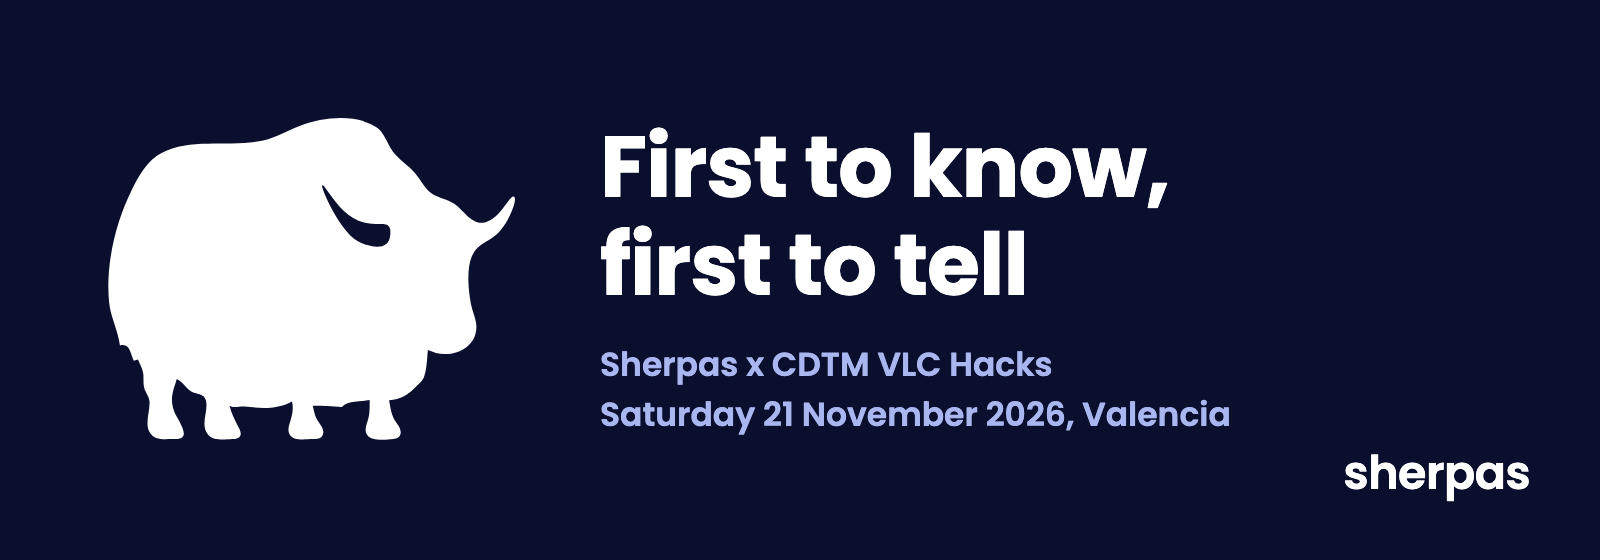 First to know,
first to tell
Sherpas x CDTM VLC Hacks
Saturday 21 November 2026, Valencia
sherpas